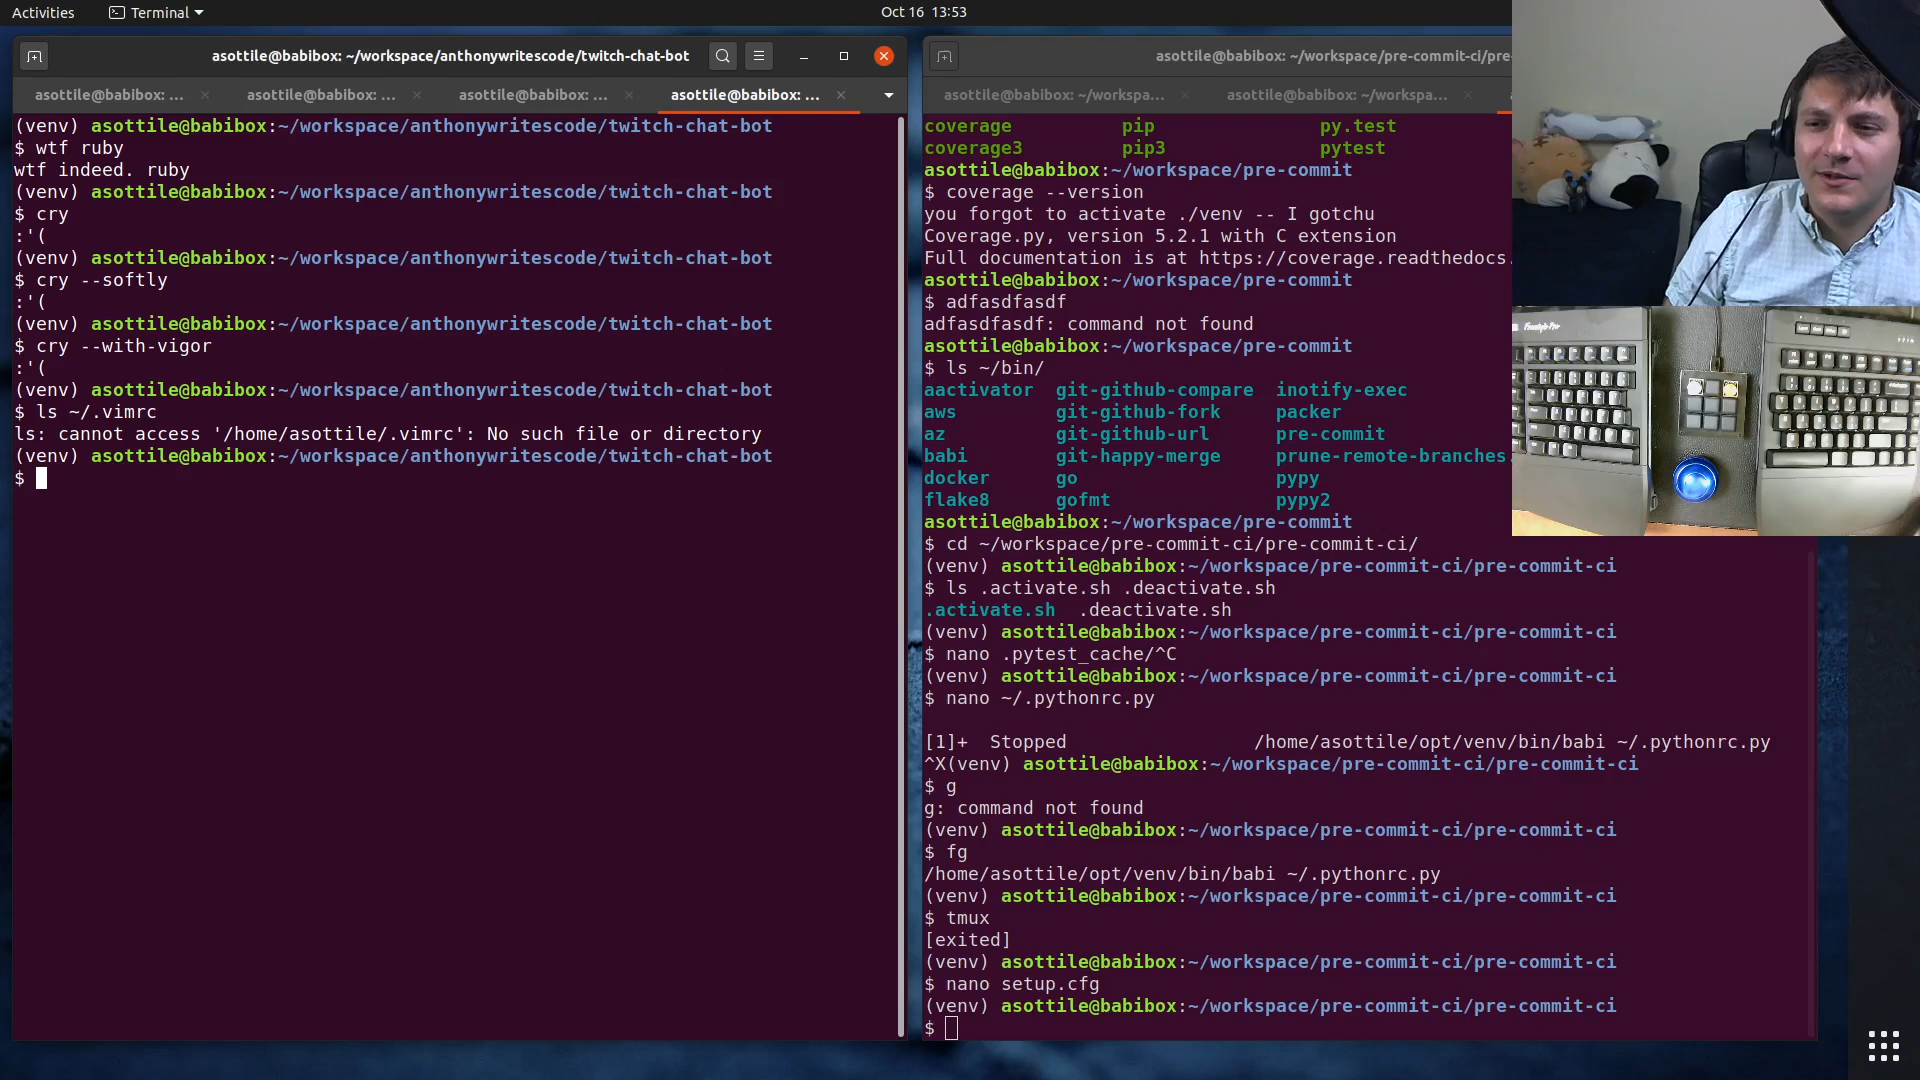 Activities
Terminal
Oct 16 13:53
asottile@babibox: ~/workspace/anthonywritescode/twitch-chat-bot
asottile@babibox: ...
asottile@babibox: ...
asottile@babibox: ...
asottile@babibox: ...
(venv) asottile@babibox:~/workspace/anthonywritescode/twitch-chat-bot
$ wtf ruby
wtf indeed. ruby
(venv) asottile@babibox:~/workspace/anthonywritescode/twitch-chat-bot
$ cry
:'(
(venv) asottile@babibox:~/workspace/anthonywritescode/twitch-chat-bot
$ cry --softly
:'(
(venv) asottile@babibox:~/workspace/anthonywritescode/twitch-chat-bot
$ cry --with-vigor
:'(
(venv) asottile@babibox:~/workspace/anthonywritescode/twitch-chat-bot
$ ls ~/.vimrc
ls: cannot access '/home/asottile/.vimrc': No such file or directory
(venv) asottile@babibox:~/workspace/anthonywritescode/twitch-chat-bot
$
asottile@babibox: ~/workspace/pre-commit-ci/pre
asottile@babibox: ~/workspa...
asottile@babibox: ~/workspa...
coverage pip py.test
coverage3 pip3 pytest
asottile@babibox:~/workspace/pre-commit
$ coverage --version
you forgot to activate ./venv -- I gotchu
Coverage.py, version 5.2.1 with C extension
Full documentation is at https://coverage.readthedocs.
asottile@babibox:~/workspace/pre-commit
$ adfasdfasdf
adfasdfasdf: command not found
asottile@babibox:~/workspace/pre-commit
$ ls ~/bin/
aactivator git-github-compare inotify-exec
aws git-github-fork packer
az git-github-url pre-commit
babi git-happy-merge prune-remote-branches
docker go pypy
flake8 gofmt pypy2
asottile@babibox:~/workspace/pre-commit
$ cd ~/workspace/pre-commit-ci/pre-commit-ci/
(venv) asottile@babibox:~/workspace/pre-commit-ci/pre-commit-ci
$ ls .activate.sh .deactivate.sh
.activate.sh .deactivate.sh
(venv) asottile@babibox:~/workspace/pre-commit-ci/pre-commit-ci
$ nano .pytest_cache/^C
(venv) asottile@babibox:~/workspace/pre-commit-ci/pre-commit-ci
$ nano ~/.pythonrc.py
[1]+ Stopped /home/asottile/opt/venv/bin/babi ~/.pythonrc.py
^X(venv) asottile@babibox:~/workspace/pre-commit-ci/pre-commit-ci
$ g
g: command not found
(venv) asottile@babibox:~/workspace/pre-commit-ci/pre-commit-ci
$ fg
/home/asottile/opt/venv/bin/babi ~/.pythonrc.py
(venv) asottile@babibox:~/workspace/pre-commit-ci/pre-commit-ci
$ tmux
[exited]
(venv) asottile@babibox:~/workspace/pre-commit-ci/pre-commit-ci
$ nano setup.cfg
(venv) asottile@babibox:~/workspace/pre-commit-ci/pre-commit-ci
$
Freestyle Pro